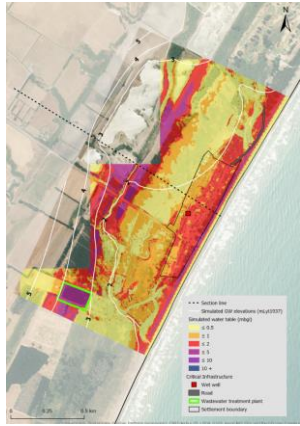 N
Section line
Simulated GW elevations (mLyt1937)
Simulated water table (mbgl)
≤ 0.5
≤ 1
≤ 2
≤ 5
≤ 10
10 +
Critical Infrastructure
Wet well
Road
Wastewater treatment plant
Settlement boundary
0 0.25 0.5 km